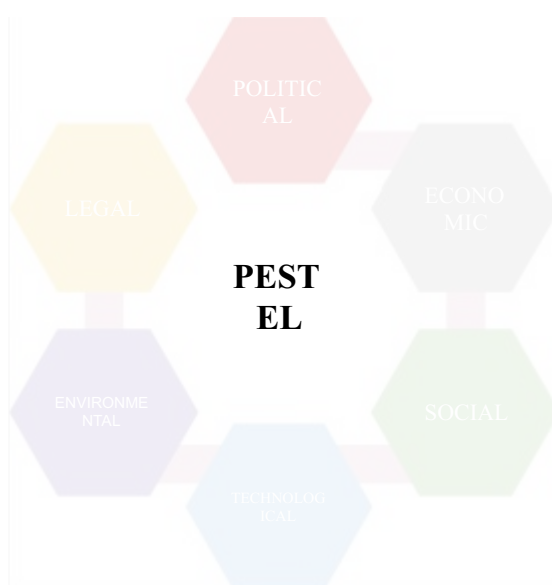 POLITIC
AL
ECONO
MIC
LEGAL
PEST
EL
SOCIAL
ENVIRONME
NTAL
TECHNOLOG
ICAL